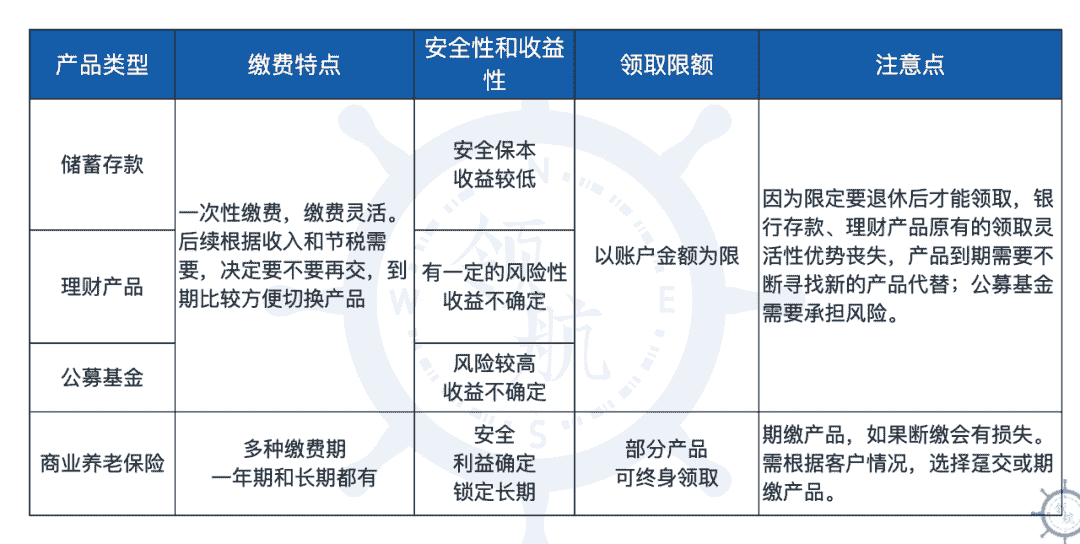 产品类型
缴费特点
安全性和收益
性
领取限额
注意点
储蓄存款
一次性缴费，缴费灵活。
后续根据收入和节税需
要，决定要不要再交，到
期比较方便切换产品
安全保本
收益较低
以账户金额为限
因为限定要退休后才能领取，银
行存款、理财产品原有的领取灵
活性优势丧失，产品到期需要不
断寻找新的产品代替；公募基金
需要承担风险。
理财产品
有一定的风险性
收益不确定
公募基金
风险较高
收益不确定
商业养老保险
多种缴费期
一年期和长期都有
安全
利益确定
锁定长期
部分产品
可终身领取
期缴产品，如果断缴会有损失。
需根据客户情况，选择趸交或期
缴产品。
N
W
E
S
领航